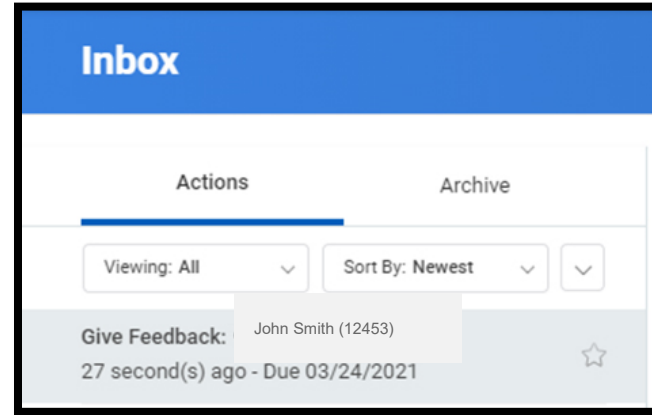 Inbox
Actions Archive
Viewing: All Sort By: Newest
Give Feedback: John Smith (12453)
27 second(s) ago - Due 03/24/2021